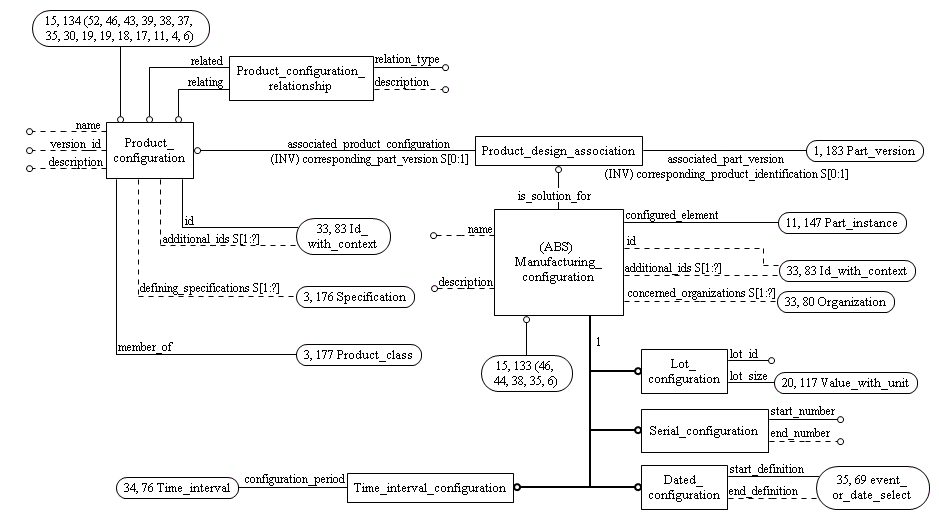 15, 134 (52, 46, 43, 39, 38, 37,
35, 30, 19, 19, 18, 17, 11, 4, 6)
related
relating
Product_configuration_
relationship
relation_type
description
name
version_id
description
Product_
configuration
associated_product_configuration
(INV) corresponding_part_version S[0:1]
Product_design_association
associated_part_version
(INV) corresponding_product_identification S[0:1]
1, 183 Part_version
is_solution_for
id
additional_ids S[1:?]
33, 83 Id_
with_context
defining_specifications S[1:?]
3, 176 Specification
member_of
3, 177 Product_class
name
description
(ABS)
Manufacturing_
configuration
configured_element
11, 147 Part_instance
id
additional_ids S[1:?]
33, 83 Id_with_context
concerned_organizations S[1:?]
33, 80 Organization
15, 133 (46,
44, 38, 35, 6)
1
Lot_
configuration
lot_id
lot_size
20, 117 Value_with_unit
Serial_configuration
start_number
end_number
34, 76 Time_interval
configuration_period
Time_interval_configuration
Dated_
configuration
start_definition
end_definition
35, 69 event_
or_date_select